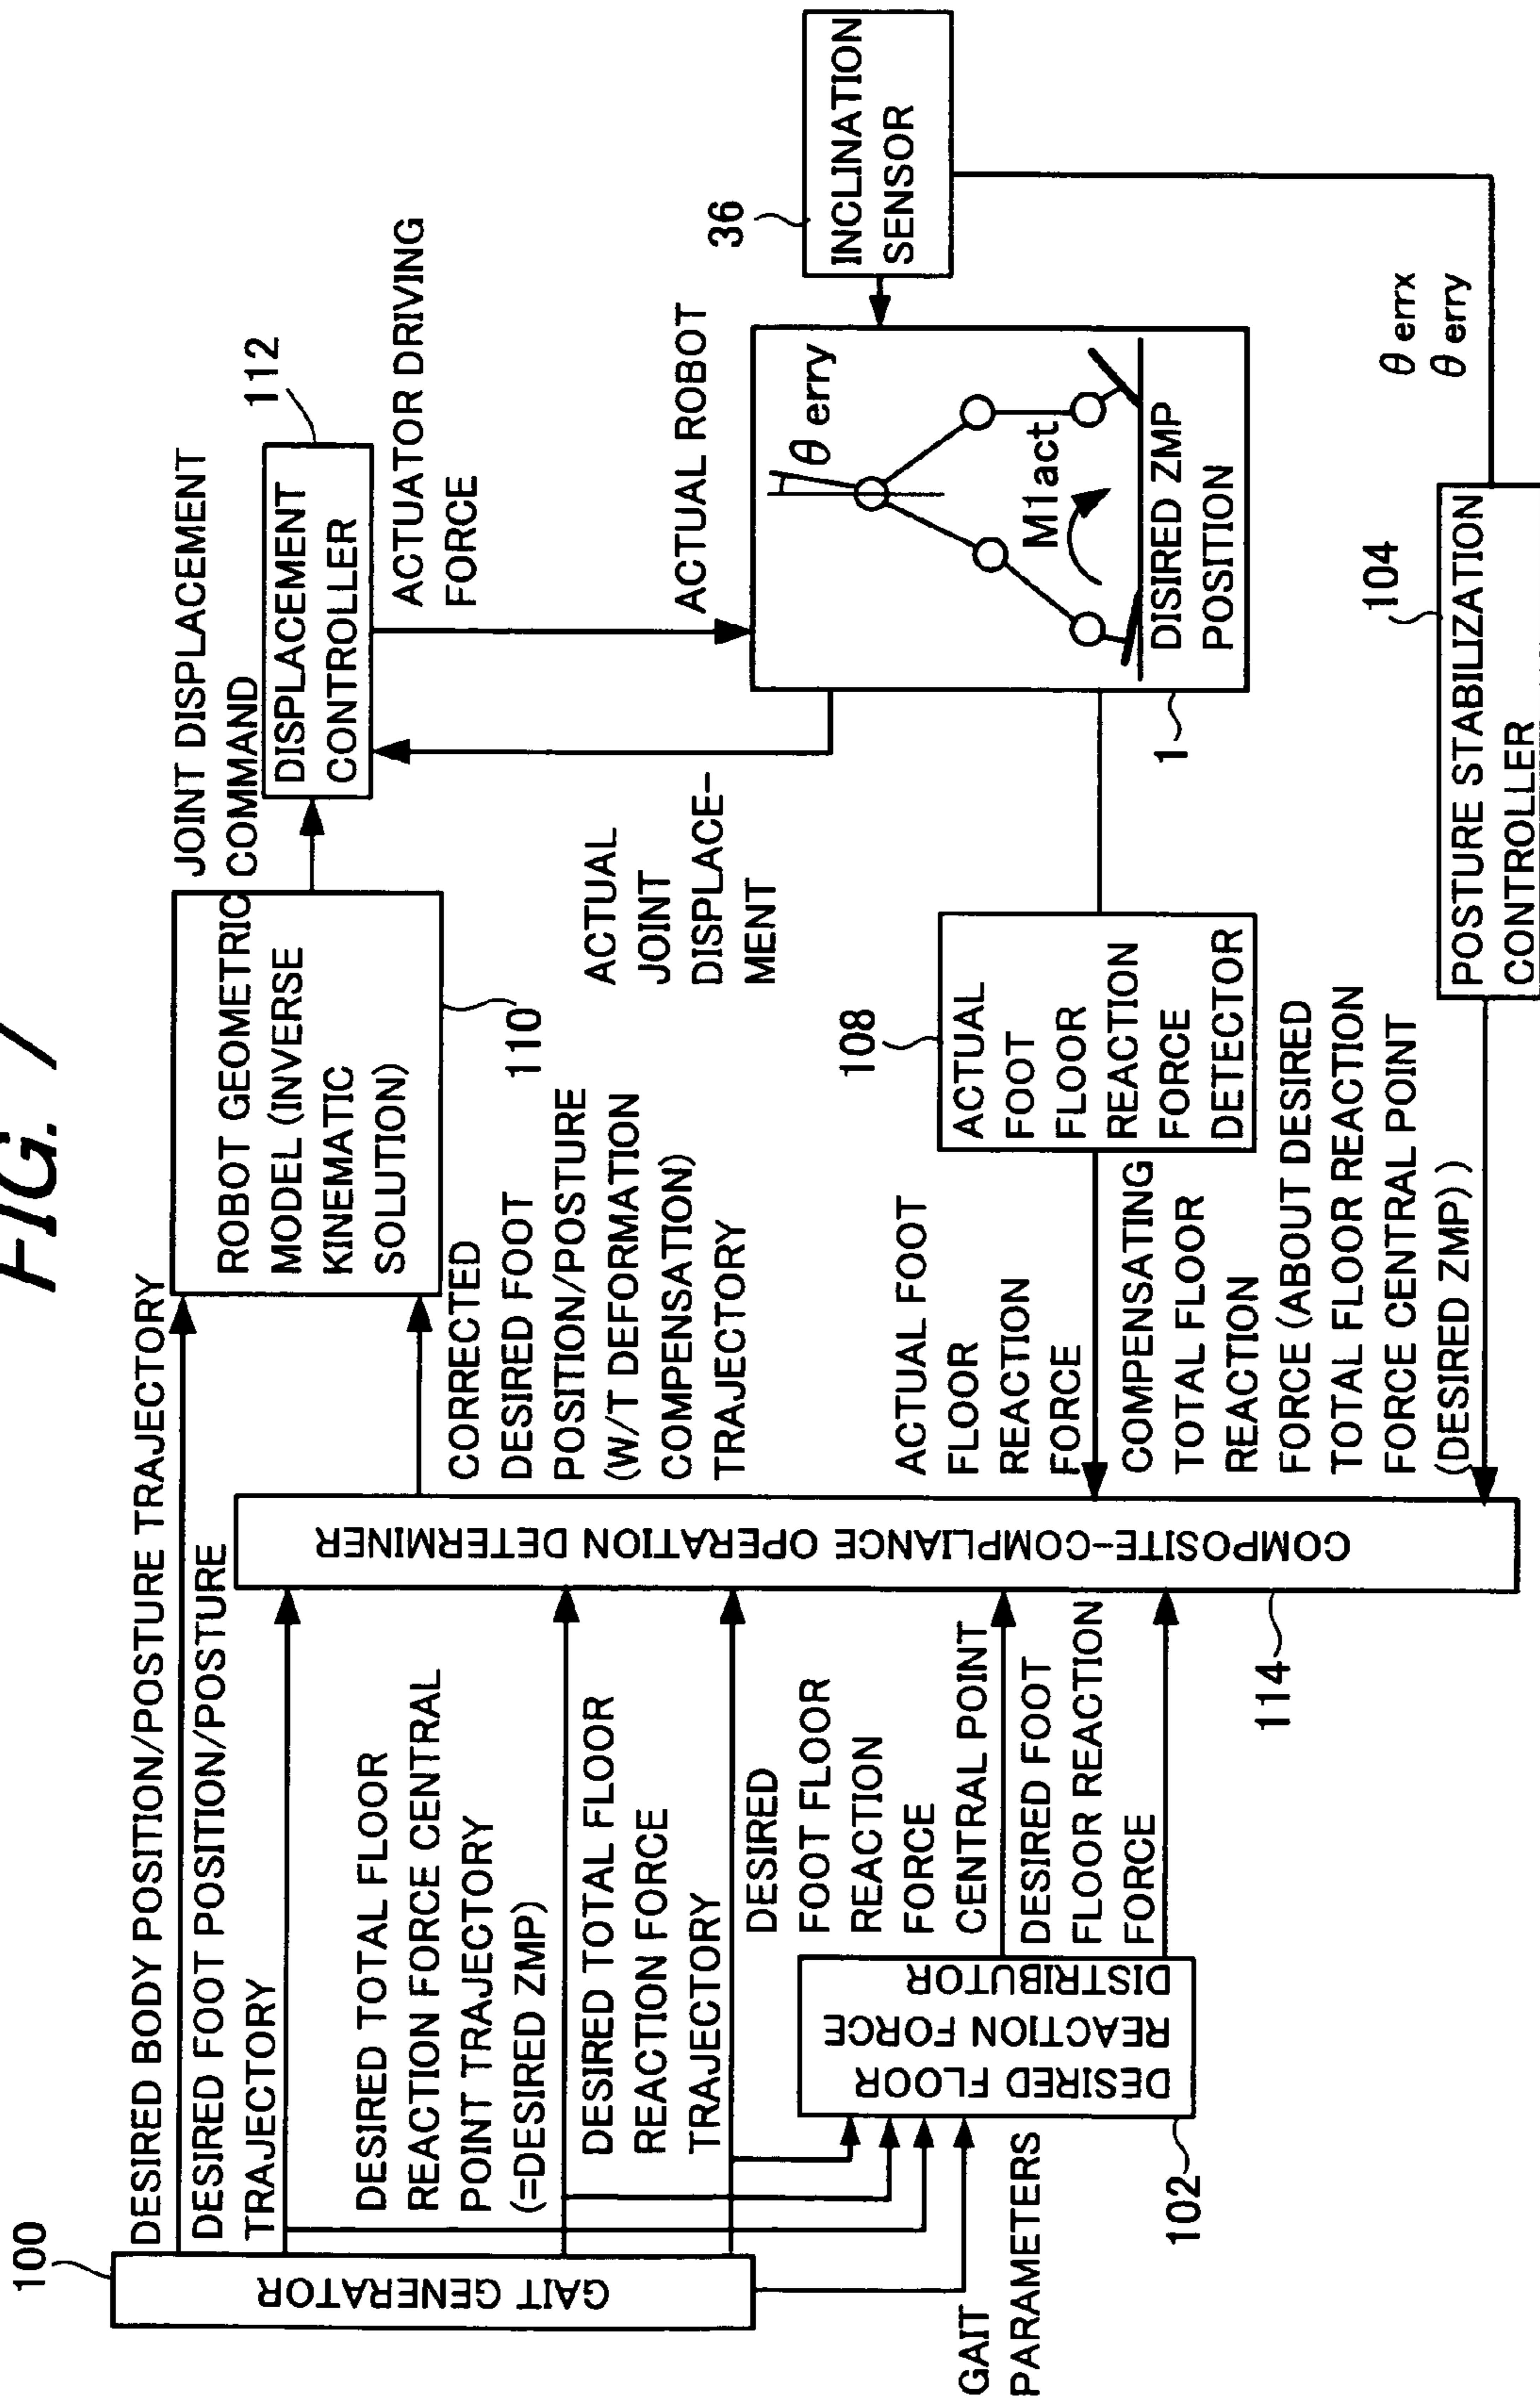 FIG. 7
100
GAIT GENERATOR
DESIRED BODY POSITION/POSTURE TRAJECTORY
DESIRED FOOT POSITION/POSTURE
TRAJECTORY
DESIRED TOTAL FLOOR
REACTION FORCE CENTRAL
POINT TRAJECTORY
(=DESIRED ZMP)
DESIRED TOTAL FLOOR
REACTION FORCE
TRAJECTORY
GAIT
PARAMETERS
DESIRED FLOOR
REACTION FORCE
DISTRIBUTOR
102
DESIRED
FOOT FLOOR
REACTION
FORCE
CENTRAL POINT
DESIRED FOOT
FLOOR REACTION
FORCE
COMPOSITE-COMPLIANCE OPERATION DETERMINER
114
ROBOT GEOMETRIC
MODEL (INVERSE
KINEMATIC
SOLUTION)
110
CORRECTED
DESIRED FOOT
POSITION/POSTURE
(W/T DEFORMATION
COMPENSATION)
TRAJECTORY
JOINT DISPLACEMENT
COMMAND
DISPLACEMENT
CONTROLLER
112
ACTUATOR DRIVING
FORCE
ACTUAL
JOINT
DISPLACE-
MENT
ACTUAL ROBOT
θ erry
M1act
DISIRED ZMP
POSITION
1
36
INCLINATION
SENSOR
108
ACTUAL
FOOT
FLOOR
REACTION
FORCE
DETECTOR
ACTUAL FOOT
FLOOR
REACTION
FORCE
COMPENSATING
TOTAL FLOOR
REACTION
FORCE (ABOUT DESIRED
TOTAL FLOOR REACTION
FORCE CENTRAL POINT
(DESIRED ZMP))
θ errx
θ erry
104
POSTURE STABILIZATION
CONTROLLER